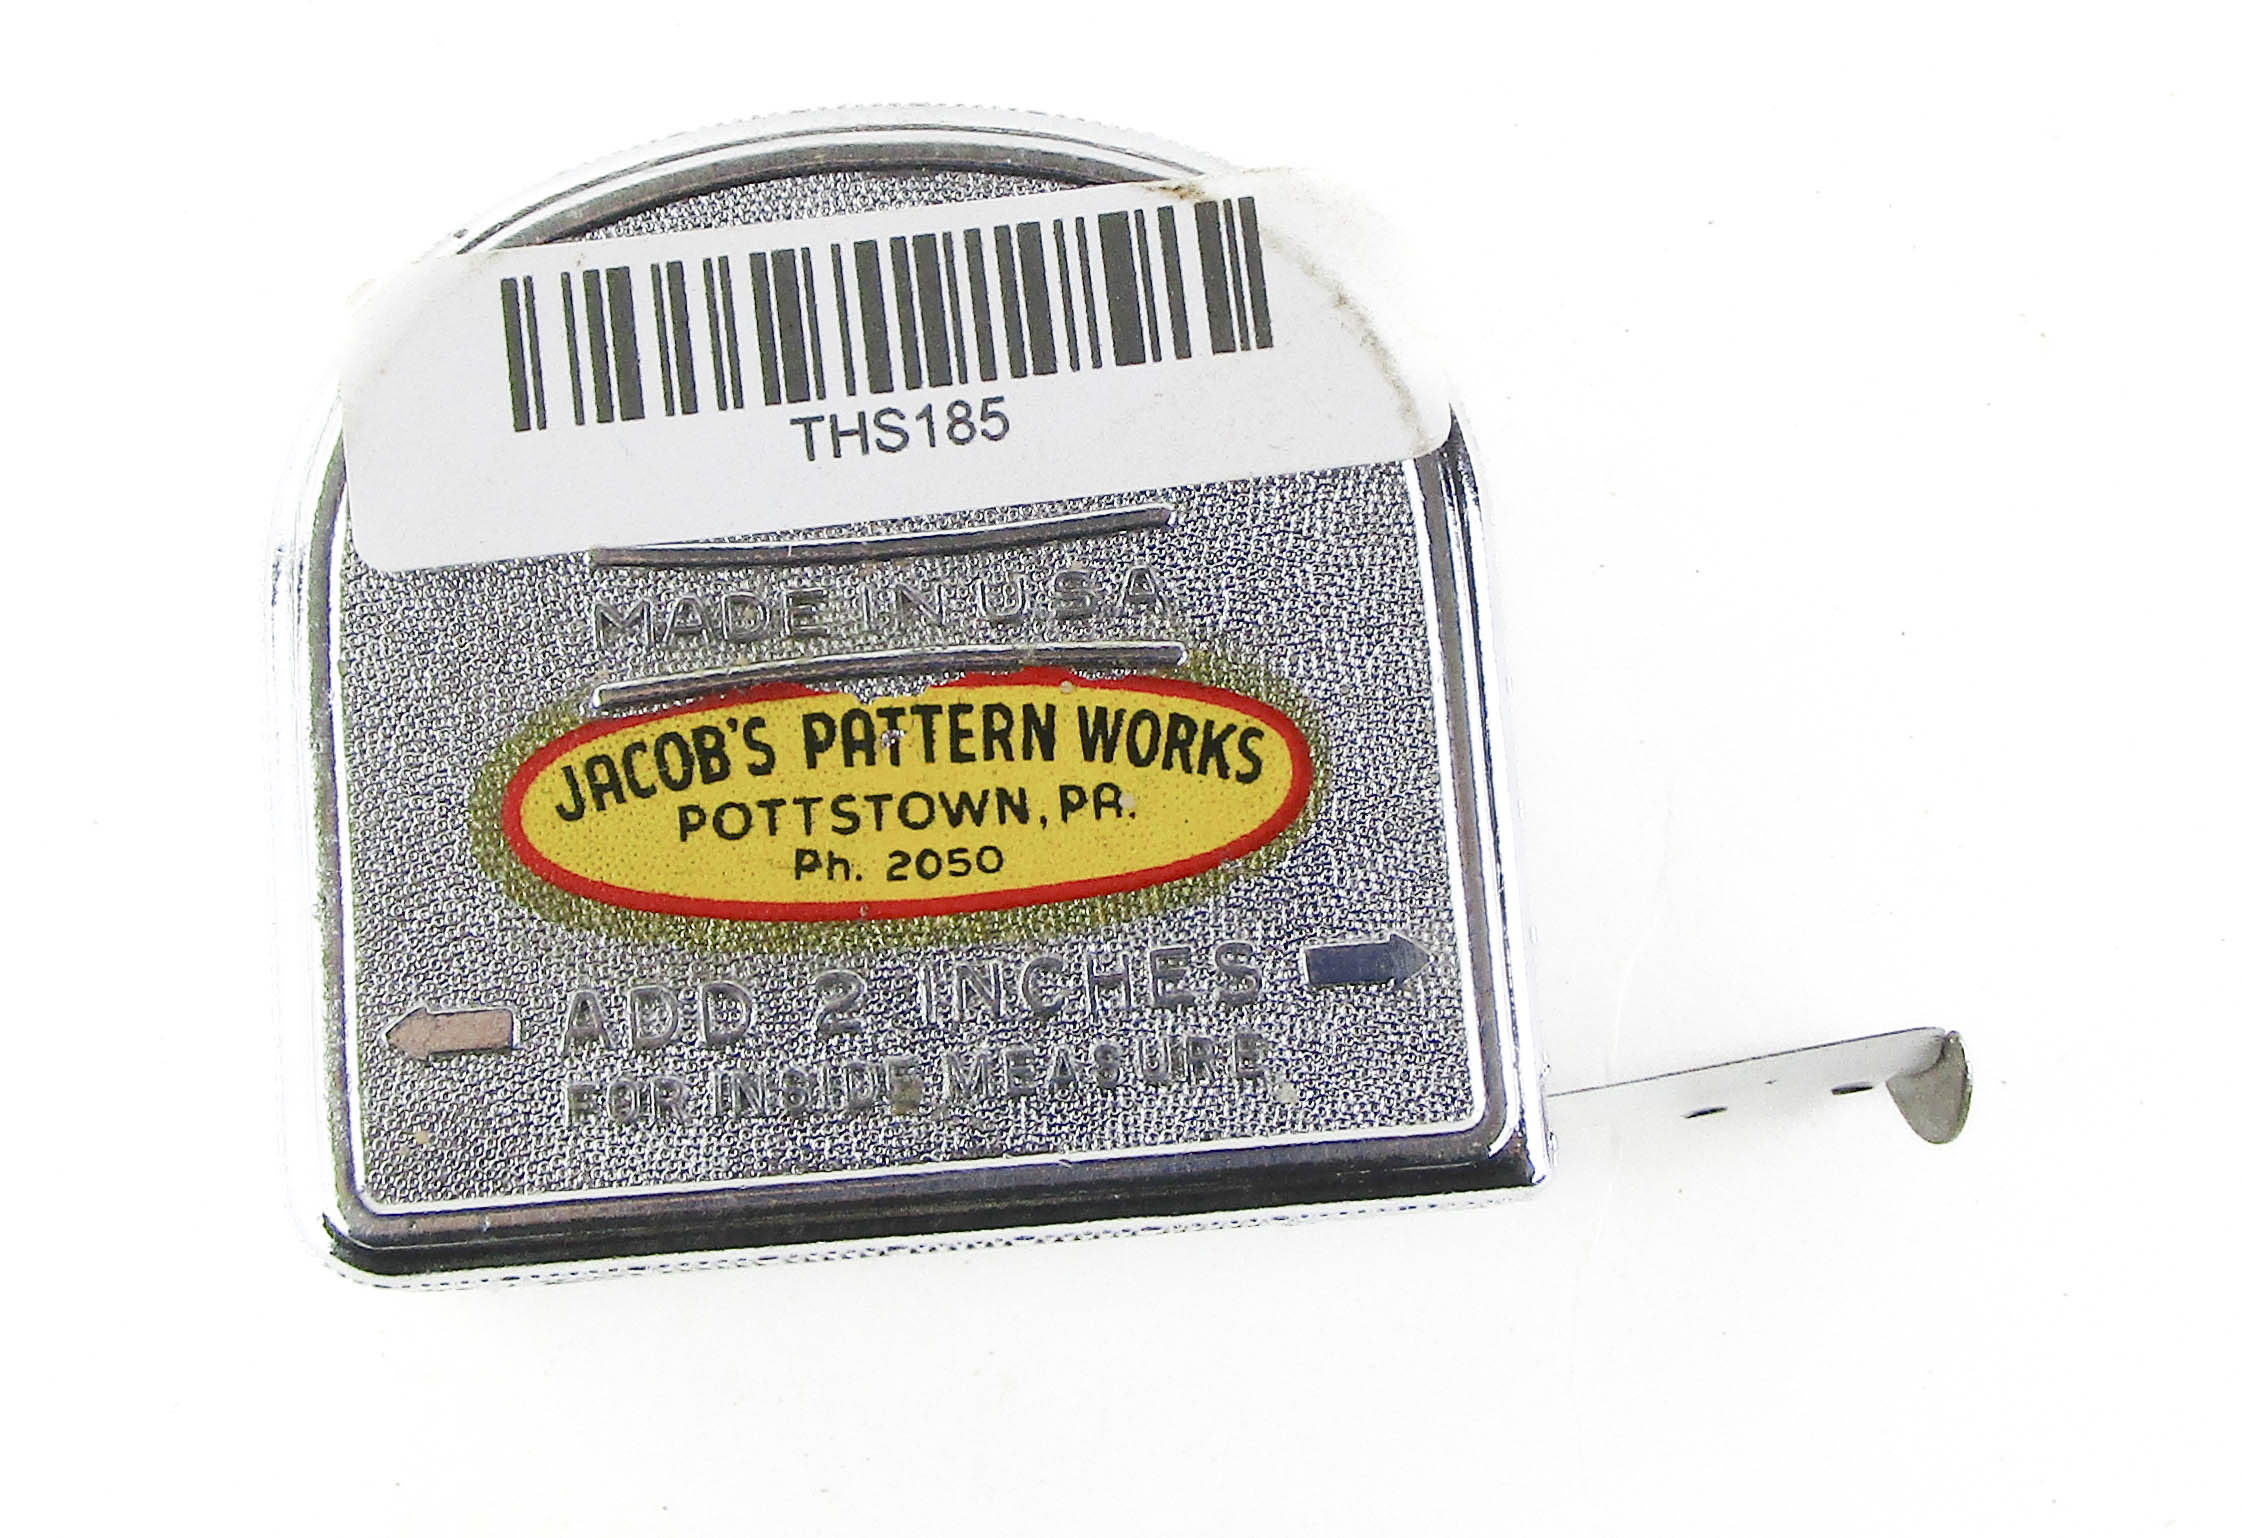 THS185
MADE IN U.S.A
JACOB'S PATTERN WORKS
POTTSTOWN, PA.
Ph. 2050
ADD 2 INCHES
FOR INSIDE MEASURE